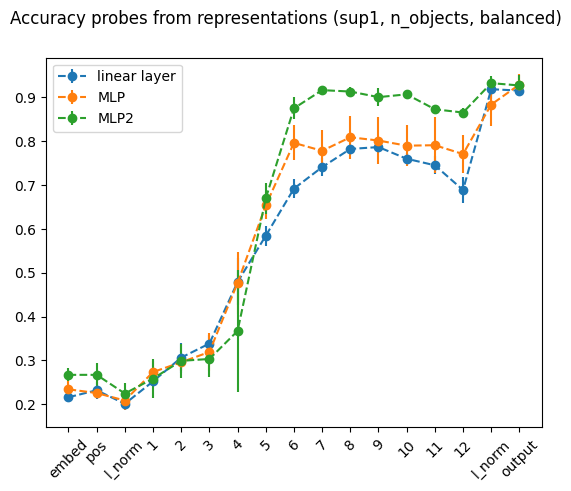 Accuracy probes from representations (sup1, n_objects, balanced)
linear layer
MLP
MLP2
0.9
0.8
0.7
0.6
0.5
0.4
0.3
0.2
embed
pos
l_norm
1
2
3
4
5
6
7
8
9
10
11
12
l_norm
output